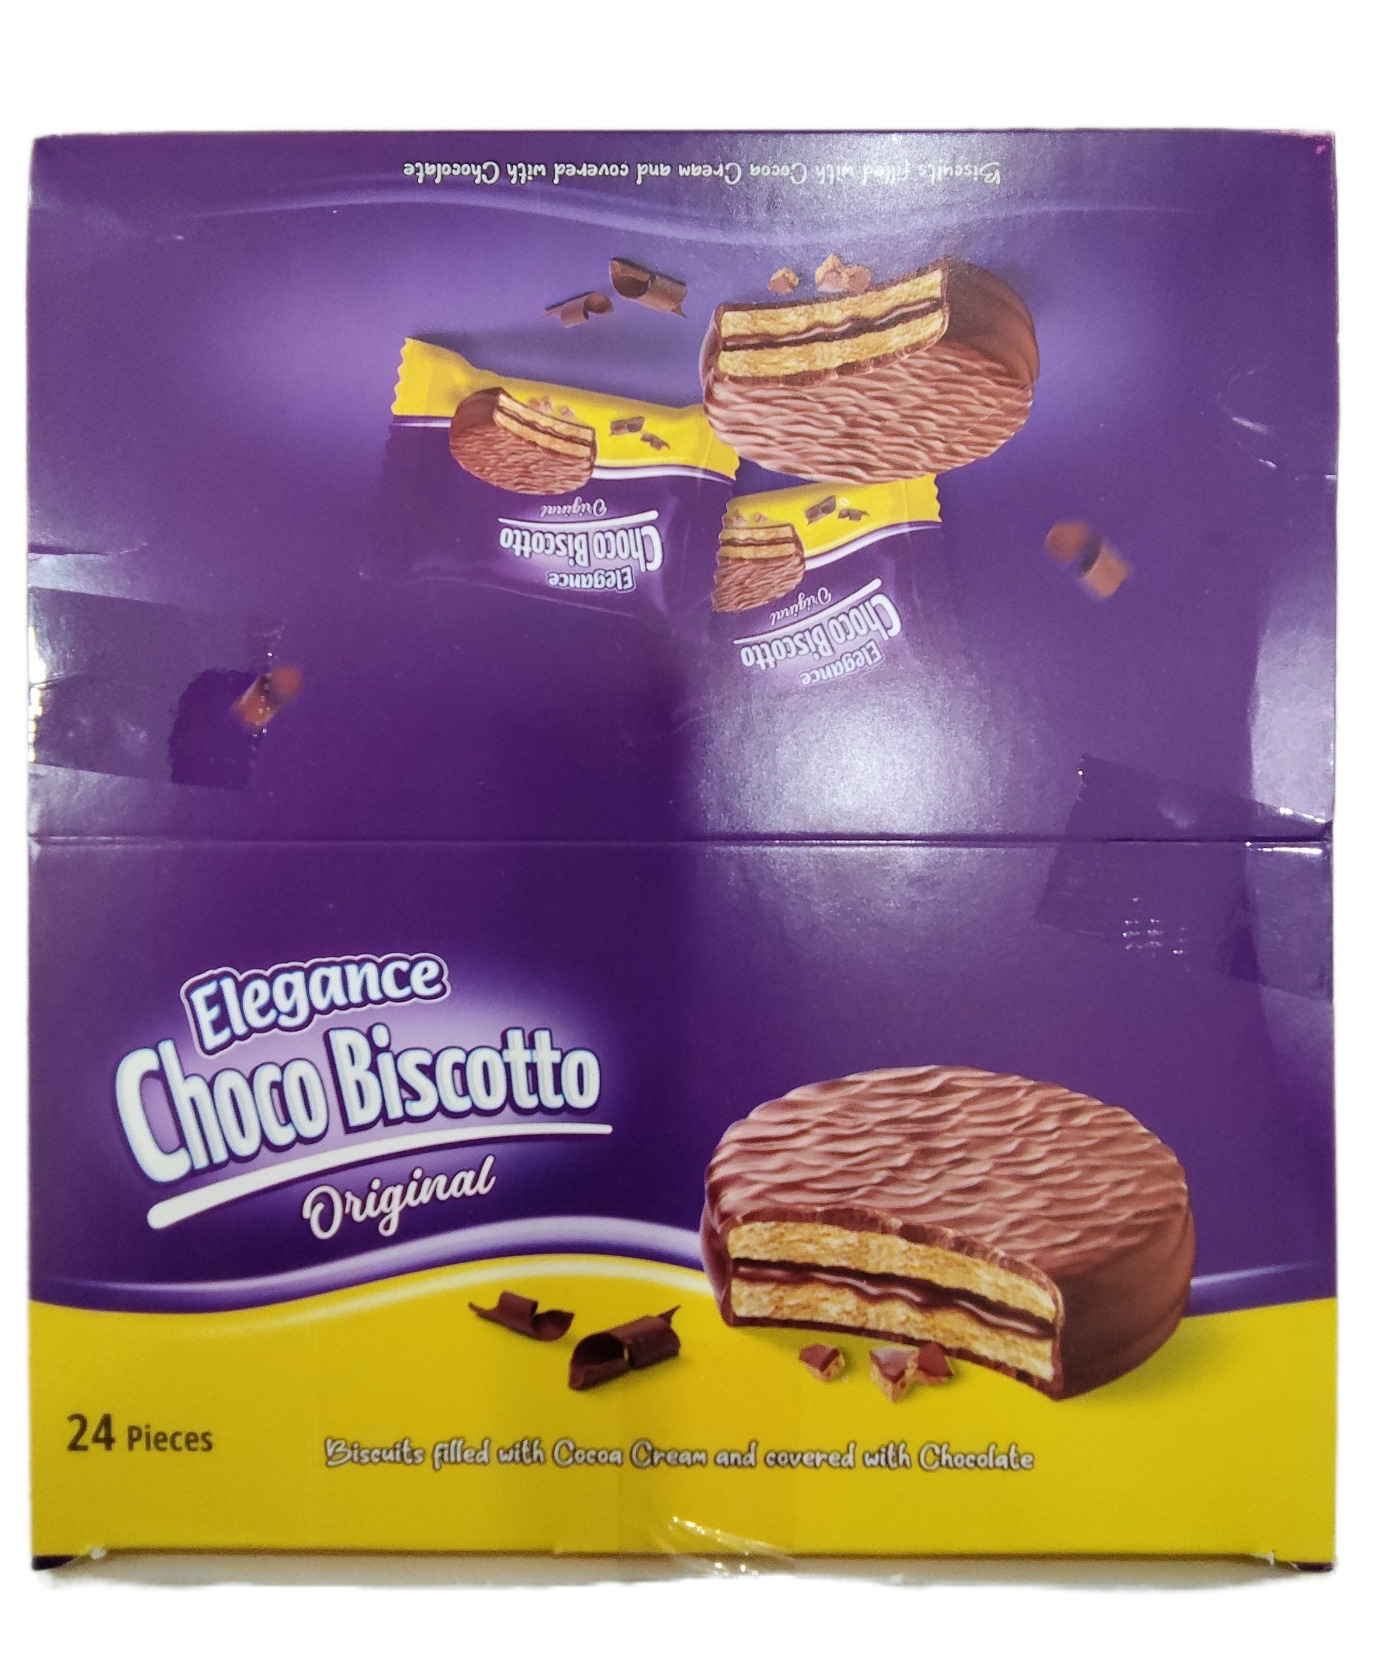 Biscuits filled with Cocoa Cream and covered with Chocolate
Original
Choco Biscotto
Elegance
Original
Choco Biscotto
Elegance
Elegance
Choco Biscotto
Original
24 Pieces
Biscuits filled with Cocoa Cream and covered with Chocolate